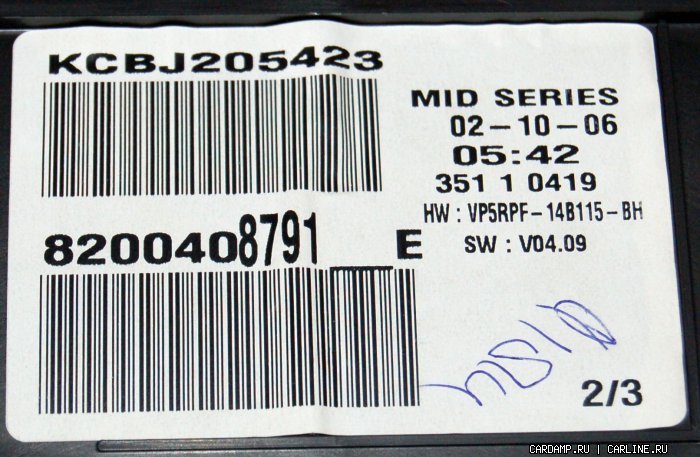 KCBJ205423
MID SERIES
02-10-06
05:42
351 1 0419
HW : VP5RPF-14B115-BH
SW : V04.09
8200408791__E
2/3
CARDAMP.RU | CARLINE.RU